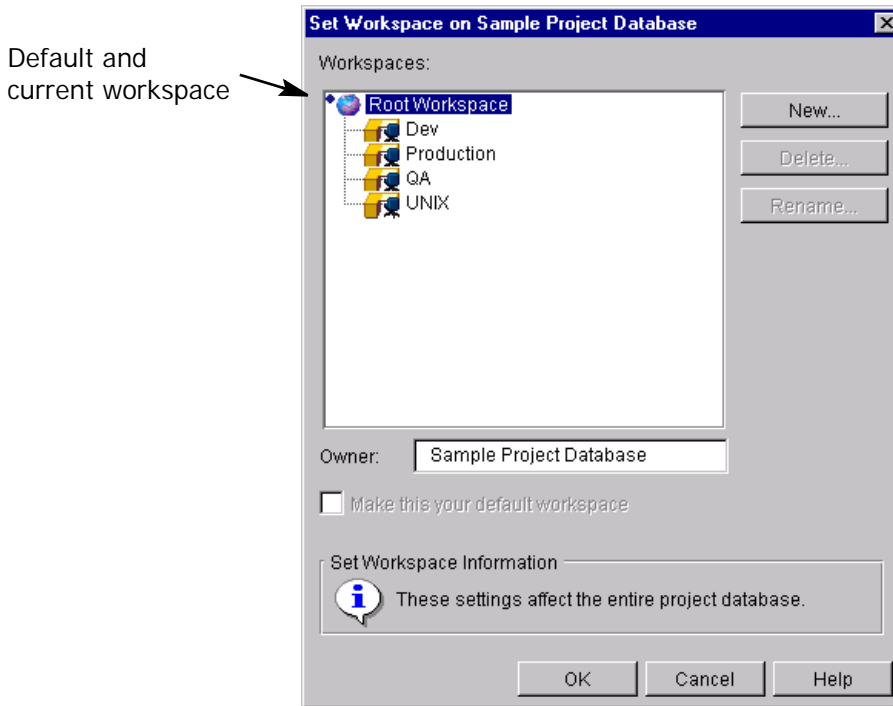 Set Workspace on Sample Project Database
Default and
current workspace
Workspaces:
Root Workspace
Dev
Production
QA
UNIX
New...
Delete...
Rename...
Owner: Sample Project Database
Make this your default workspace
Set Workspace Information
These settings affect the entire project database.
OK Cancel Help